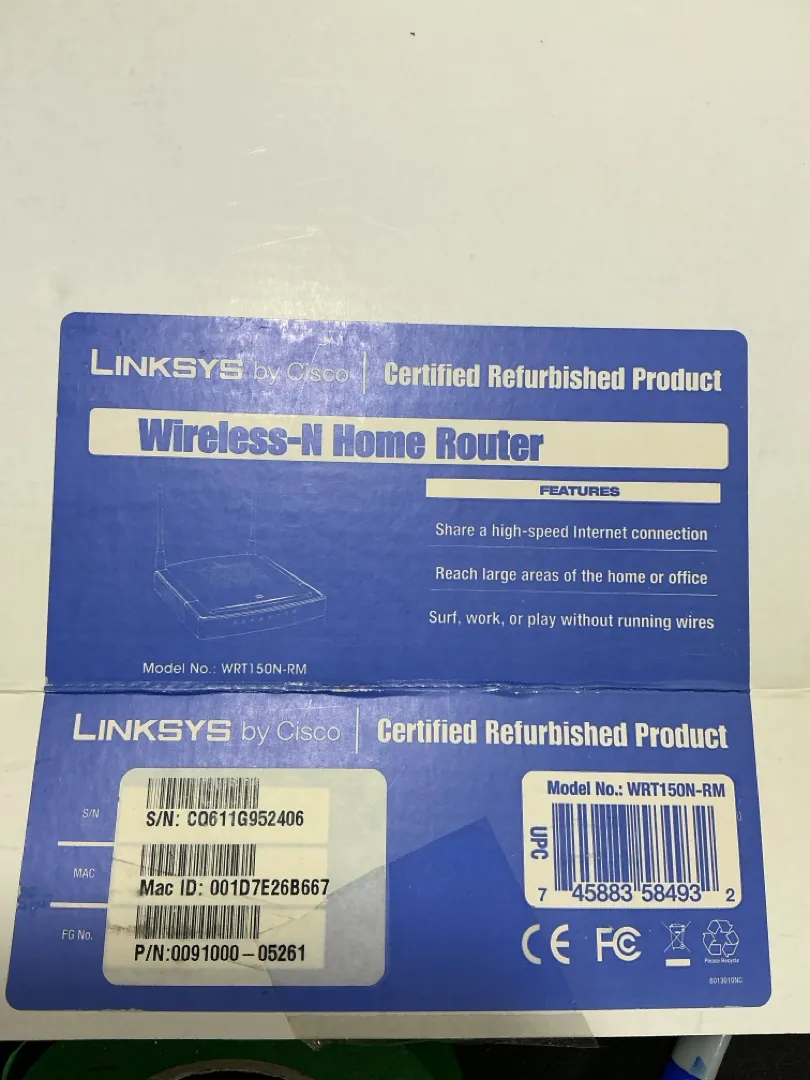 LINKSYS by Cisco | Certified Refurbished Product
Wireless-N Home Router
FEATURES
Share a high-speed Internet connection
Reach large areas of the home or office
Surf, work, or play without running wires
Model No.: WRT150N-RM
LINKSYS by Cisco | Certified Refurbished Product
S/N
S/N: CQ611G952406
MAC
Mac ID: 001D7E26B667
FG No.
P/N:0091000-05261
Model No.: WRT150N-RM
UPC
7 45883 58493 2
CE FC
Please Recycle
8013010NC